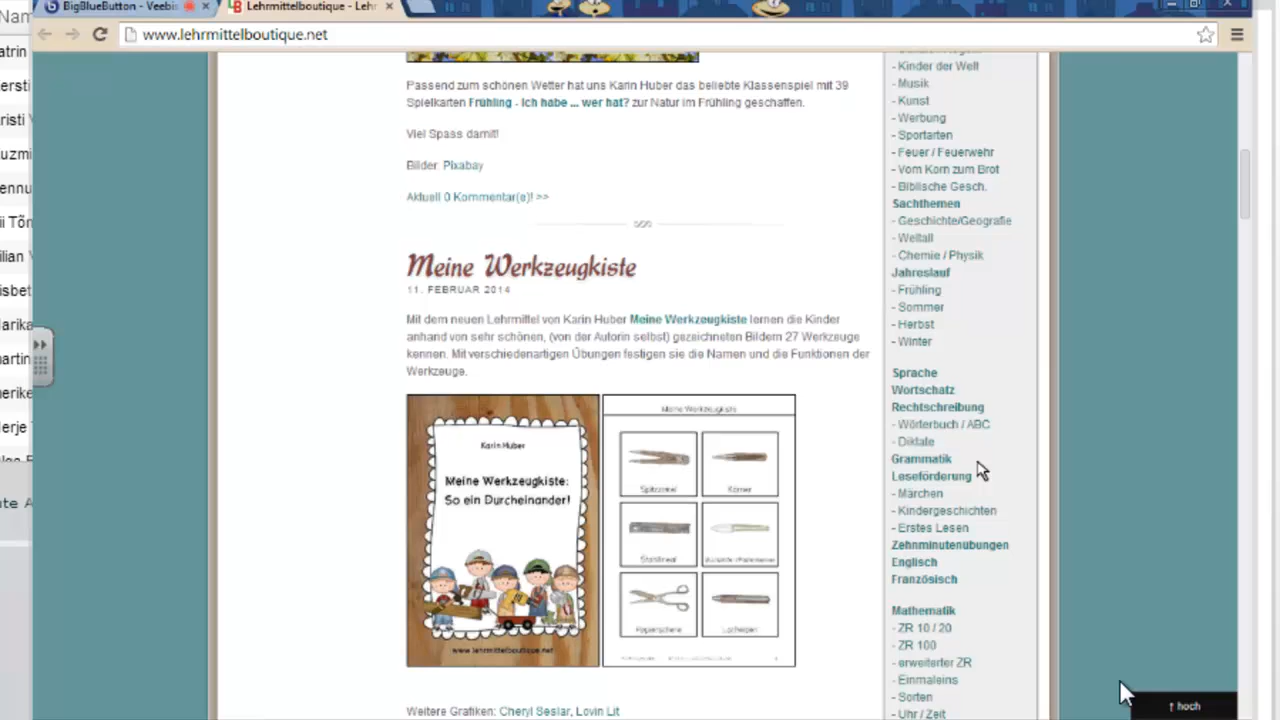 BigBlueButton - Veebis
Lehrmittelboutique - Lehr
www.lehrmittelboutique.net
Passend zum schönen Wetter hat uns Karin Huber das beliebte Klassenspiel mit 39
Spielkarten Frühling - Ich habe ... wer hat? zur Natur im Frühling geschaffen.
Viel Spass damit!
Bilder: Pixabay
Aktuell 0 Kommentar(e)! >>
Meine Werkzeugkiste
11. FEBRUAR 2014
Mit dem neuen Lehrmittel von Karin Huber Meine Werkzeugkiste lernen die Kinder
anhand von sehr schönen, (von der Autorin selbst) gezeichneten Bildern 27 Werkzeuge
kennen. Mit verschiedenartigen Übungen festigen sie die Namen und die Funktionen der
Werkzeuge.
Karin Huber
Meine Werkzeugkiste:
So ein Durcheinander!
www.lehrmittelboutique.net
Meine Werkzeugkiste
Spitzzirkel
Körner
Stahllineal
Papierschere
Weitere Grafiken: Cheryl Seslar, Lovin Lit
- Kinder der Welt
- Musik
- Kunst
- Werbung
- Sportarten
- Feuer / Feuerwehr
- Vom Korn zum Brot
- Biblische Gesch.
Sachthemen
- Geschichte/Geografie
- Weltall
- Chemie / Physik
Jahreslauf
- Frühling
- Sommer
- Herbst
- Winter
Sprache
Wortschatz
Rechtschreibung
- Wörterbuch / ABC
- Diktate
Grammatik
Leseförderung
- Märchen
- Kindergeschichten
- Erstes Lesen
Zehnminutenübungen
Englisch
Französisch
Mathematik
- ZR 10 / 20
- ZR 100
- erweiterter ZR
- Einmaleins
- Sorten
- Uhr / Zeit
↑ hoch